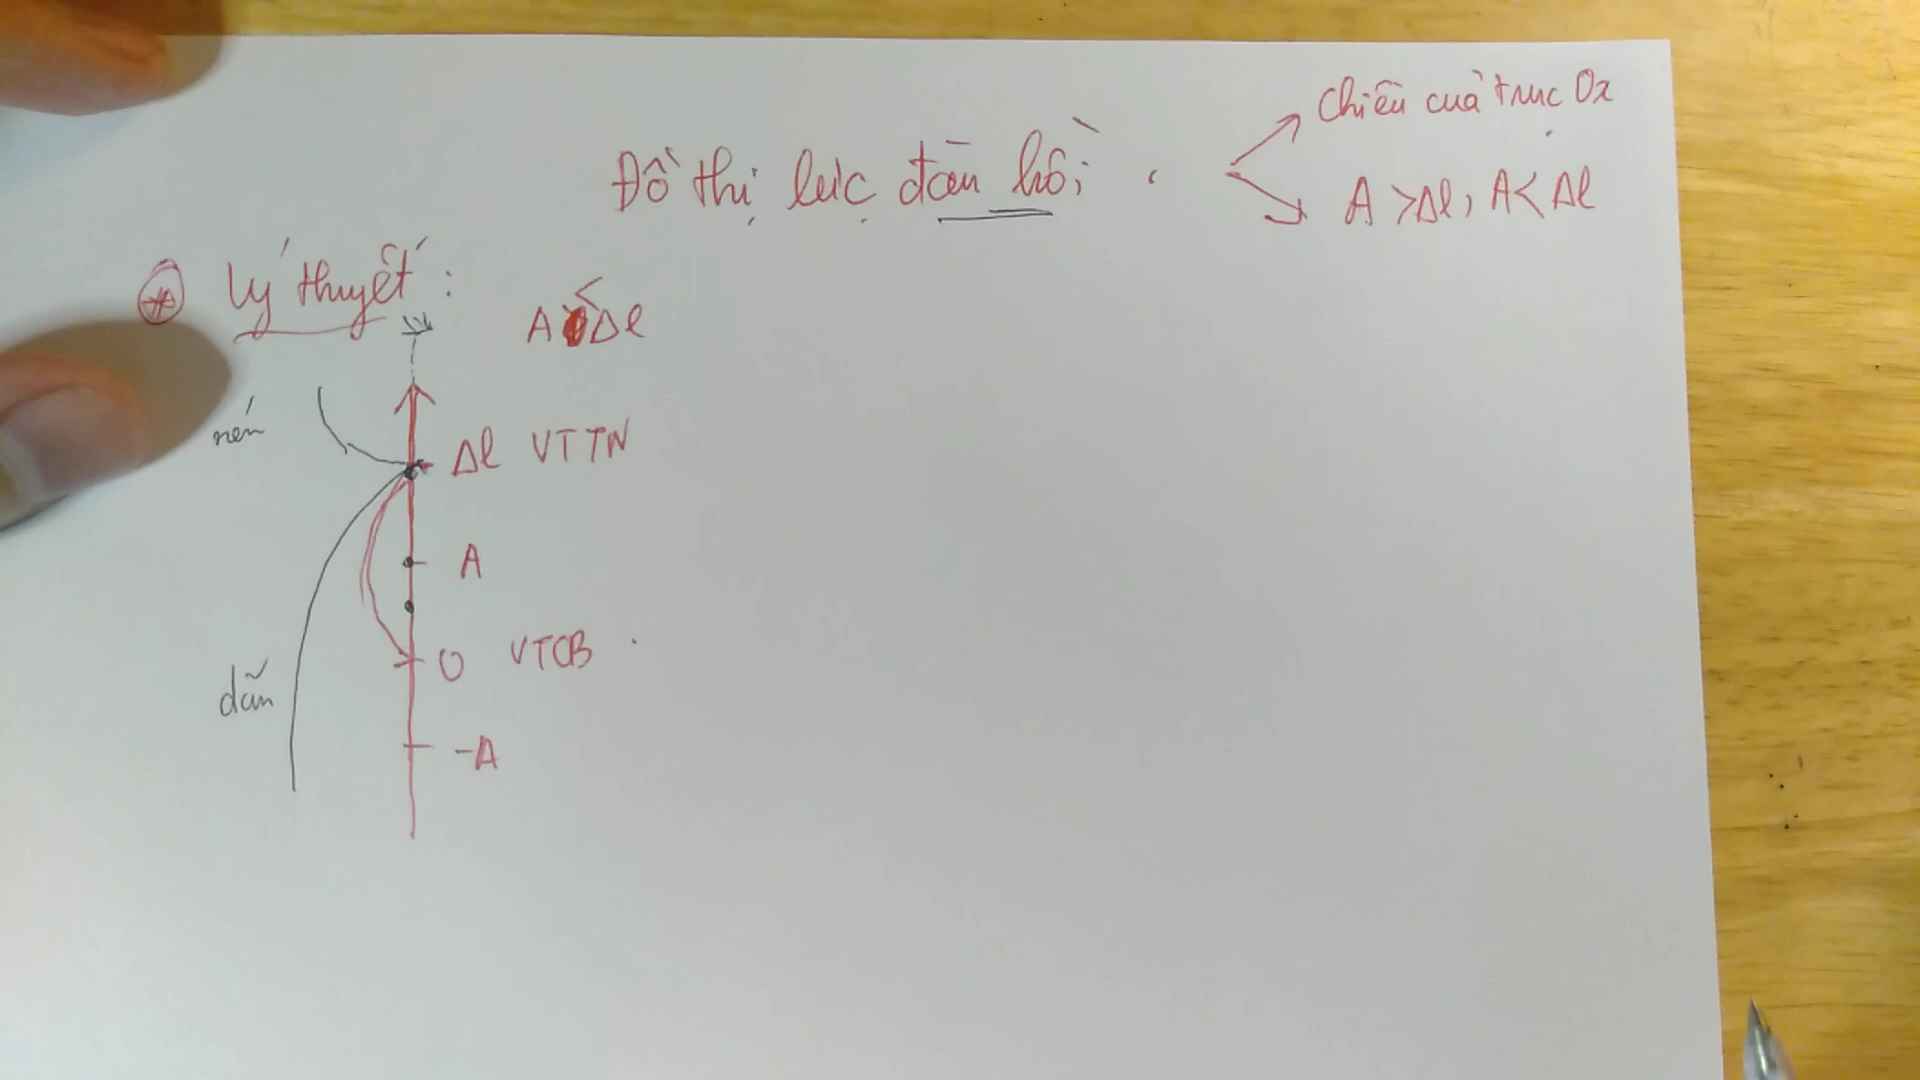 Chiều của trục Ox
Đồ thị lực đàn hồi
A > Δl, A < Δl
Lý thuyết :
A < Δl
nén
Δl VTTN
A
O VTCB
dãn
-A